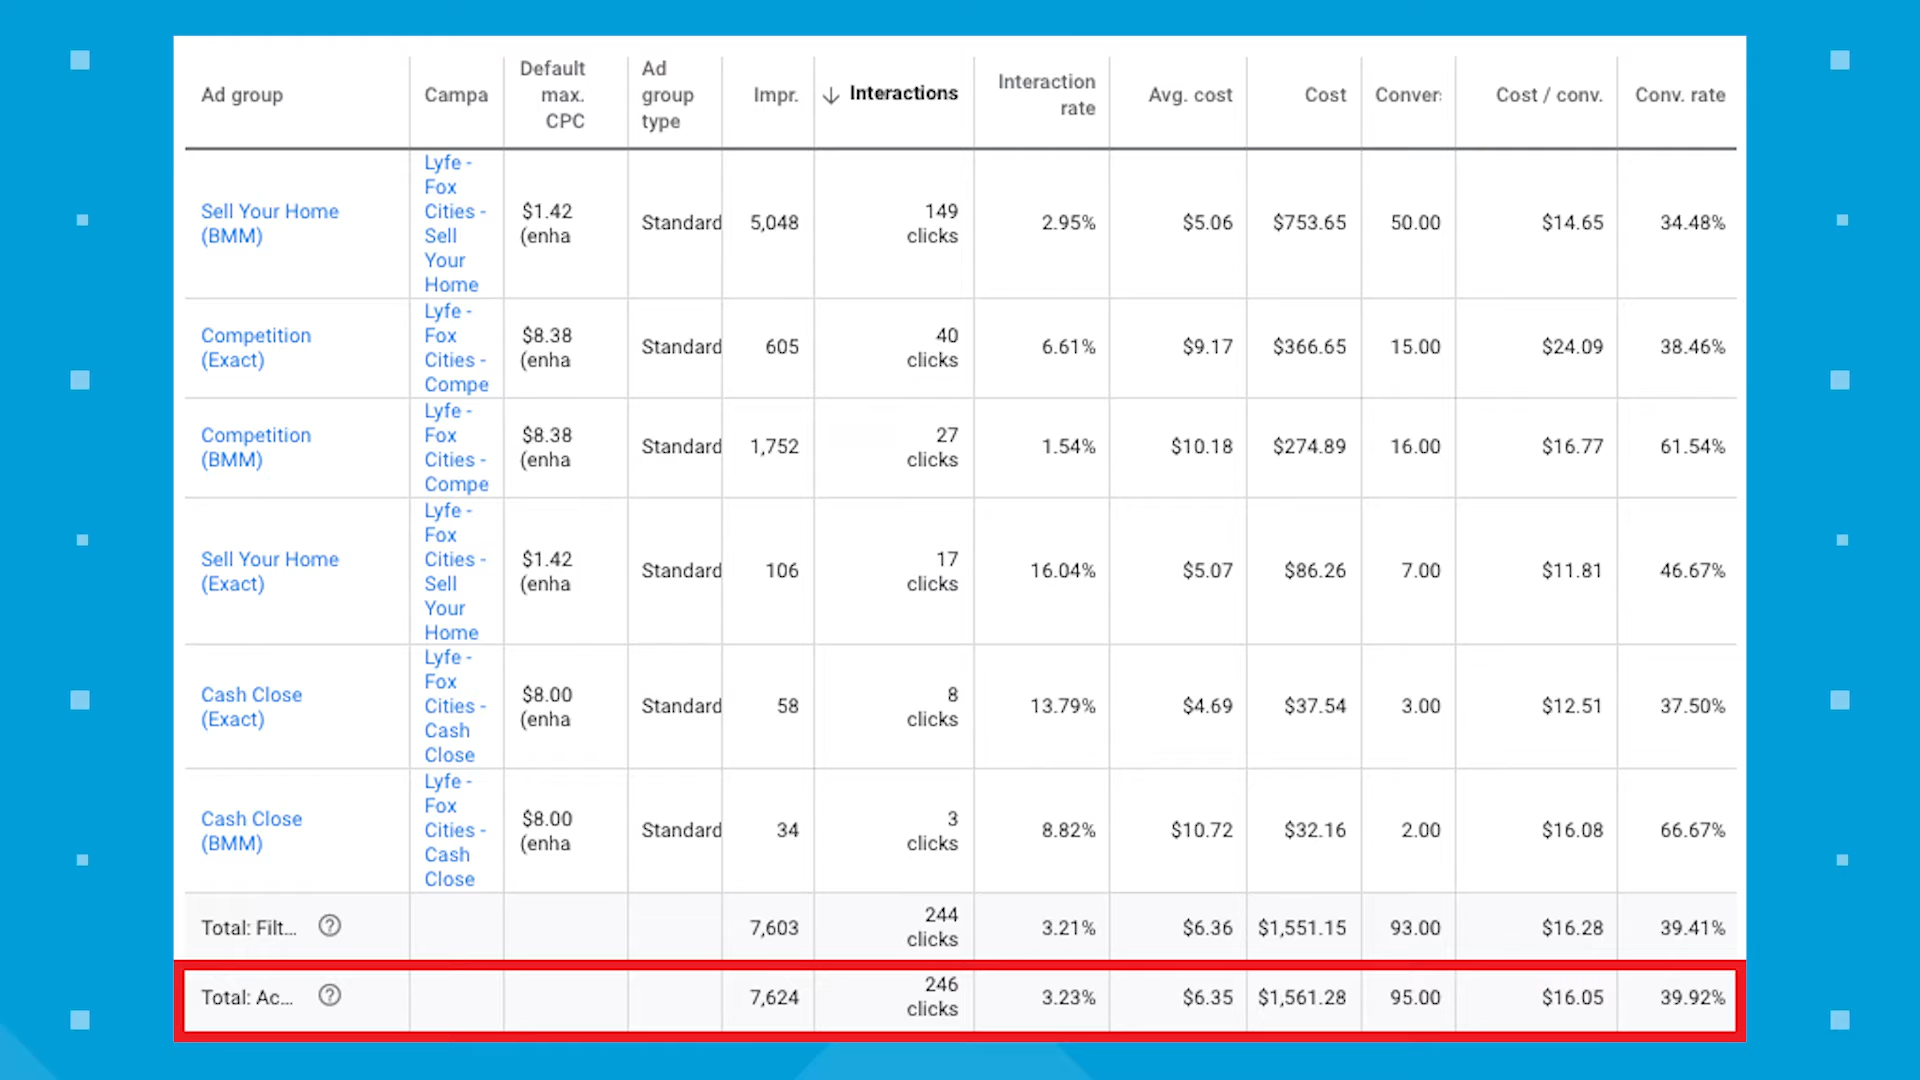 Ad group Campa Default max. CPC Ad group type Impr. ↓ Interactions Interaction rate Avg. cost Cost Conver: Cost / conv. Conv. rate
Sell Your Home (BMM) Lyfe - Fox Cities - Sell Your Home $1.42 (enha Standard 5,048 149 clicks 2.95% $5.06 $753.65 50.00 $14.65 34.48%
Competition (Exact) Lyfe - Fox Cities - Compe $8.38 (enha Standard 605 40 clicks 6.61% $9.17 $366.65 15.00 $24.09 38.46%
Competition (BMM) Lyfe - Fox Cities - Compe $8.38 (enha Standard 1,752 27 clicks 1.54% $10.18 $274.89 16.00 $16.77 61.54%
Sell Your Home (Exact) Lyfe - Fox Cities - Sell Your Home $1.42 (enha Standard 106 17 clicks 16.04% $5.07 $86.26 7.00 $11.81 46.67%
Cash Close (Exact) Lyfe - Fox Cities - Cash Close $8.00 (enha Standard 58 8 clicks 13.79% $4.69 $37.54 3.00 $12.51 37.50%
Cash Close (BMM) Lyfe - Fox Cities - Cash Close $8.00 (enha Standard 34 3 clicks 8.82% $10.72 $32.16 2.00 $16.08 66.67%
Total: Filt... ? 7,603 244 clicks 3.21% $6.36 $1,551.15 93.00 $16.28 39.41%
Total: Ac... ? 7,624 246 clicks 3.23% $6.35 $1,561.28 95.00 $16.05 39.92%